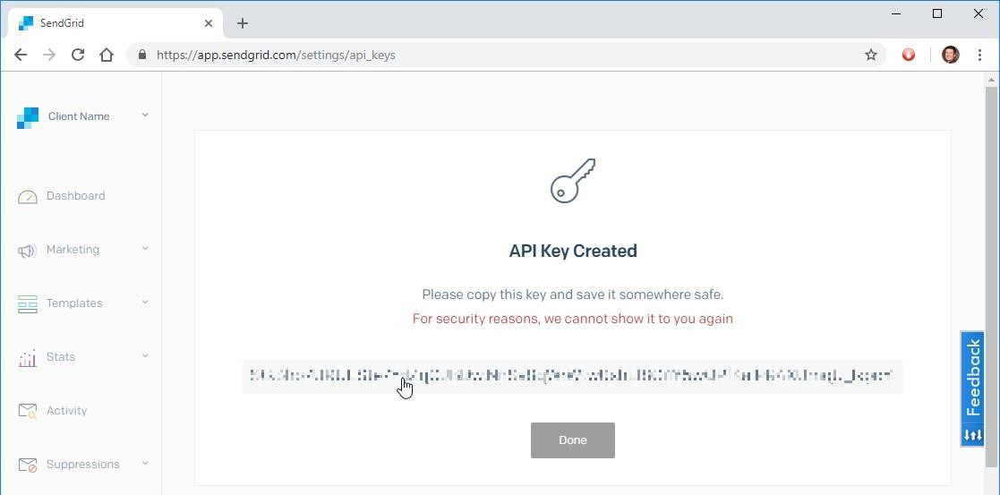 SendGrid
https://app.sendgrid.com/settings/api_keys
Client Name
Dashboard
Marketing
Templates
Stats
Activity
Suppressions
API Key Created
Please copy this key and save it somewhere safe.
For security reasons, we cannot show it to you again
Done
Feedback